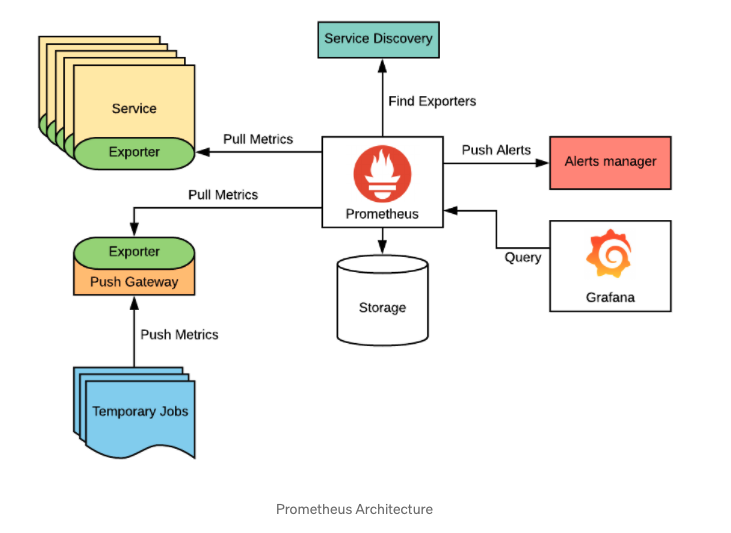 Service Discovery
Find Exporters
Service
Exporter
Pull Metrics
Push Alerts
Alerts manager
Prometheus
Pull Metrics
Exporter
Push Gateway
Query
Grafana
Storage
Push Metrics
Temporary Jobs
Prometheus Architecture